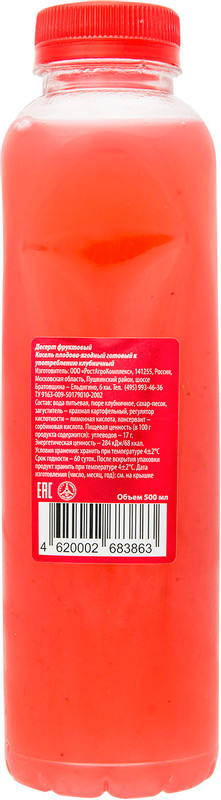 Десерт фруктовый
Кисель плодово-ягодный готовый к
употреблению клубничный
Изготовитель: ООО «РостАгроКомплекс», 141255, Россия,
Московская область, Пушкинский район, шоссе
Братовщина – Ельдигино, 6 км. Тел. (495) 993-46-36
ТУ 9163-009-50179010-2002
Состав: вода питьевая, пюре клубничное, сахар-песок,
загуститель – крахмал картофельный, регулятор
кислотности – лимонная кислота, консервант –
сорбиновая кислота. Пищевая ценность (в 100 г
продукта содержится): углеводов – 17 г.
Энергетическая ценность – 284 кДж/68 ккал.
Условия хранения: хранить при температуре 4±2°С
Срок годности – 60 суток. После вскрытия упаковки
продукт хранить при температуре 4±2°С. Дата
изготовления (число, месяц, год): см. на крышке
ЕАС
Объем 500 мл
4 620002 683863